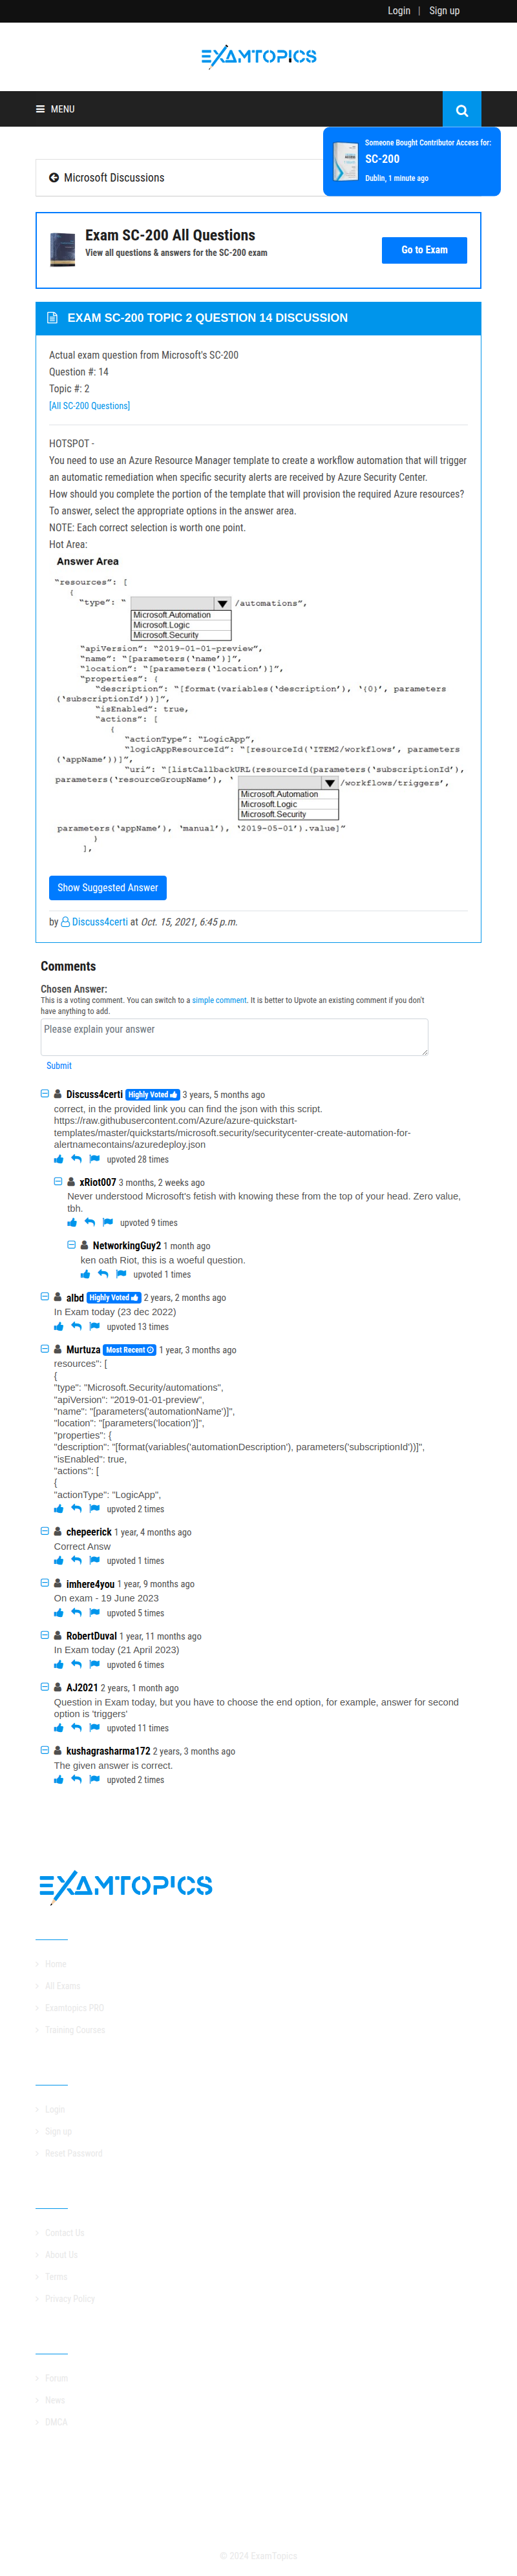 Login | Sign up
EXAMTOPICS
MENU
Someone Bought Contributor Access for:
SC-200
Dublin, 1 minute ago
Microsoft Discussions
Exam SC-200 All Questions
View all questions & answers for the SC-200 exam
Go to Exam
EXAM SC-200 TOPIC 2 QUESTION 14 DISCUSSION
Actual exam question from Microsoft's SC-200
Question #: 14
Topic #: 2
[All SC-200 Questions]
HOTSPOT -
You need to use an Azure Resource Manager template to create a workflow automation that will trigger
an automatic remediation when specific security alerts are received by Azure Security Center.
How should you complete the portion of the template that will provision the required Azure resources?
To answer, select the appropriate options in the answer area.
NOTE: Each correct selection is worth one point.
Hot Area:
Answer Area
“resources”: [
{
“type”: “ /automations”,
Microsoft.Automation
Microsoft.Logic
Microsoft.Security
“apiVersion”: “2019-01-01-preview”,
“name”: “[parameters(‘name’)]”,
“location”: “[parameters(‘location’)]”,
“properties”: {
“description”: “[format(variables(‘description’), ‘{0}’, parameters
(‘subscriptionId’))]”,
“isEnabled”: true,
“actions”: [
{
“actionType”: “LogicApp”,
“logicAppResourceId”: “[resourceId(‘ITEM2/workflows’, parameters
(‘appName’))]”,
“uri”: “[listCallbackURL(resourceId(parameters(‘subscriptionId’),
parameters(‘resourceGroupName’), ‘ /workflows/triggers’,
Microsoft.Automation
Microsoft.Logic
Microsoft.Security
parameters(‘appName’), ‘manual’), ‘2019-05-01’).value]”
}
],
Show Suggested Answer
by Discuss4certi at Oct. 15, 2021, 6:45 p.m.
Comments
Chosen Answer:
This is a voting comment. You can switch to a simple comment. It is better to Upvote an existing comment if you don't
have anything to add.
Please explain your answer
Submit
Discuss4certi Highly Voted 3 years, 5 months ago
correct, in the provided link you can find the json with this script.
https://raw.githubusercontent.com/Azure/azure-quickstart-
templates/master/quickstarts/microsoft.security/securitycenter-create-automation-for-
alertnamecontains/azuredeploy.json
upvoted 28 times
xRiot007 3 months, 2 weeks ago
Never understood Microsoft's fetish with knowing these from the top of your head. Zero value,
tbh.
upvoted 9 times
NetworkingGuy2 1 month ago
ken oath Riot, this is a woeful question.
upvoted 1 times
albd Highly Voted 2 years, 2 months ago
In Exam today (23 dec 2022)
upvoted 13 times
Murtuza Most Recent 1 year, 3 months ago
resources": [
{
"type": "Microsoft.Security/automations",
"apiVersion": "2019-01-01-preview",
"name": "[parameters('automationName')]",
"location": "[parameters('location')]",
"properties": {
"description": "[format(variables('automationDescription'), parameters('subscriptionId'))]",
"isEnabled": true,
"actions": [
{
"actionType": "LogicApp",
upvoted 2 times
chepeerick 1 year, 4 months ago
Correct Answ
upvoted 1 times
imhere4you 1 year, 9 months ago
On exam - 19 June 2023
upvoted 5 times
RobertDuval 1 year, 11 months ago
In Exam today (21 April 2023)
upvoted 6 times
AJ2021 2 years, 1 month ago
Question in Exam today, but you have to choose the end option, for example, answer for second
option is 'triggers'
upvoted 11 times
kushagrasharma172 2 years, 3 months ago
The given answer is correct.
upvoted 2 times
EXAMTOPICS
Home
All Exams
Examtopics PRO
Training Courses
Login
Sign up
Reset Password
Contact Us
About Us
Terms
Privacy Policy
Forum
News
DMCA
© 2024 ExamTopics